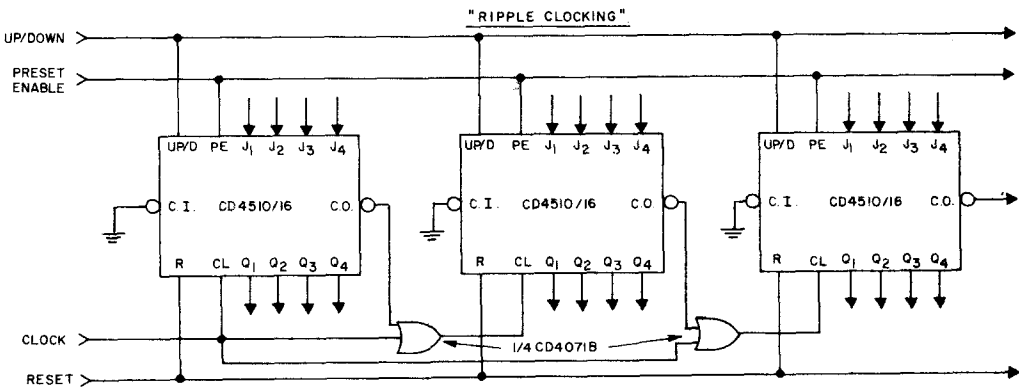 "RIPPLE CLOCKING"
UP/DOWN
PRESET
ENABLE
UP/D PE J1 J2 J3 J4
C.I. CD4510/16 C.O.
R CL Q1 Q2 Q3 Q4
UP/D PE J1 J2 J3 J4
C.I. CD4510/16 C.O.
R CL Q1 Q2 Q3 Q4
UP/D PE J1 J2 J3 J4
C.I. CD4510/16 C.O.
R CL Q1 Q2 Q3 Q4
CLOCK
1/4 CD4071B
RESET